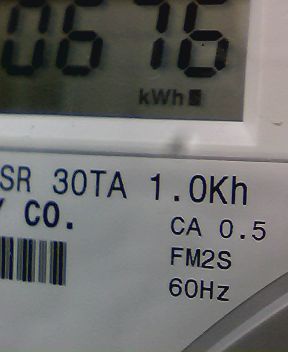 0676
kWh
SR 30TA 1.0Kh
Y CO.
CA 0.5
FM2S
60Hz